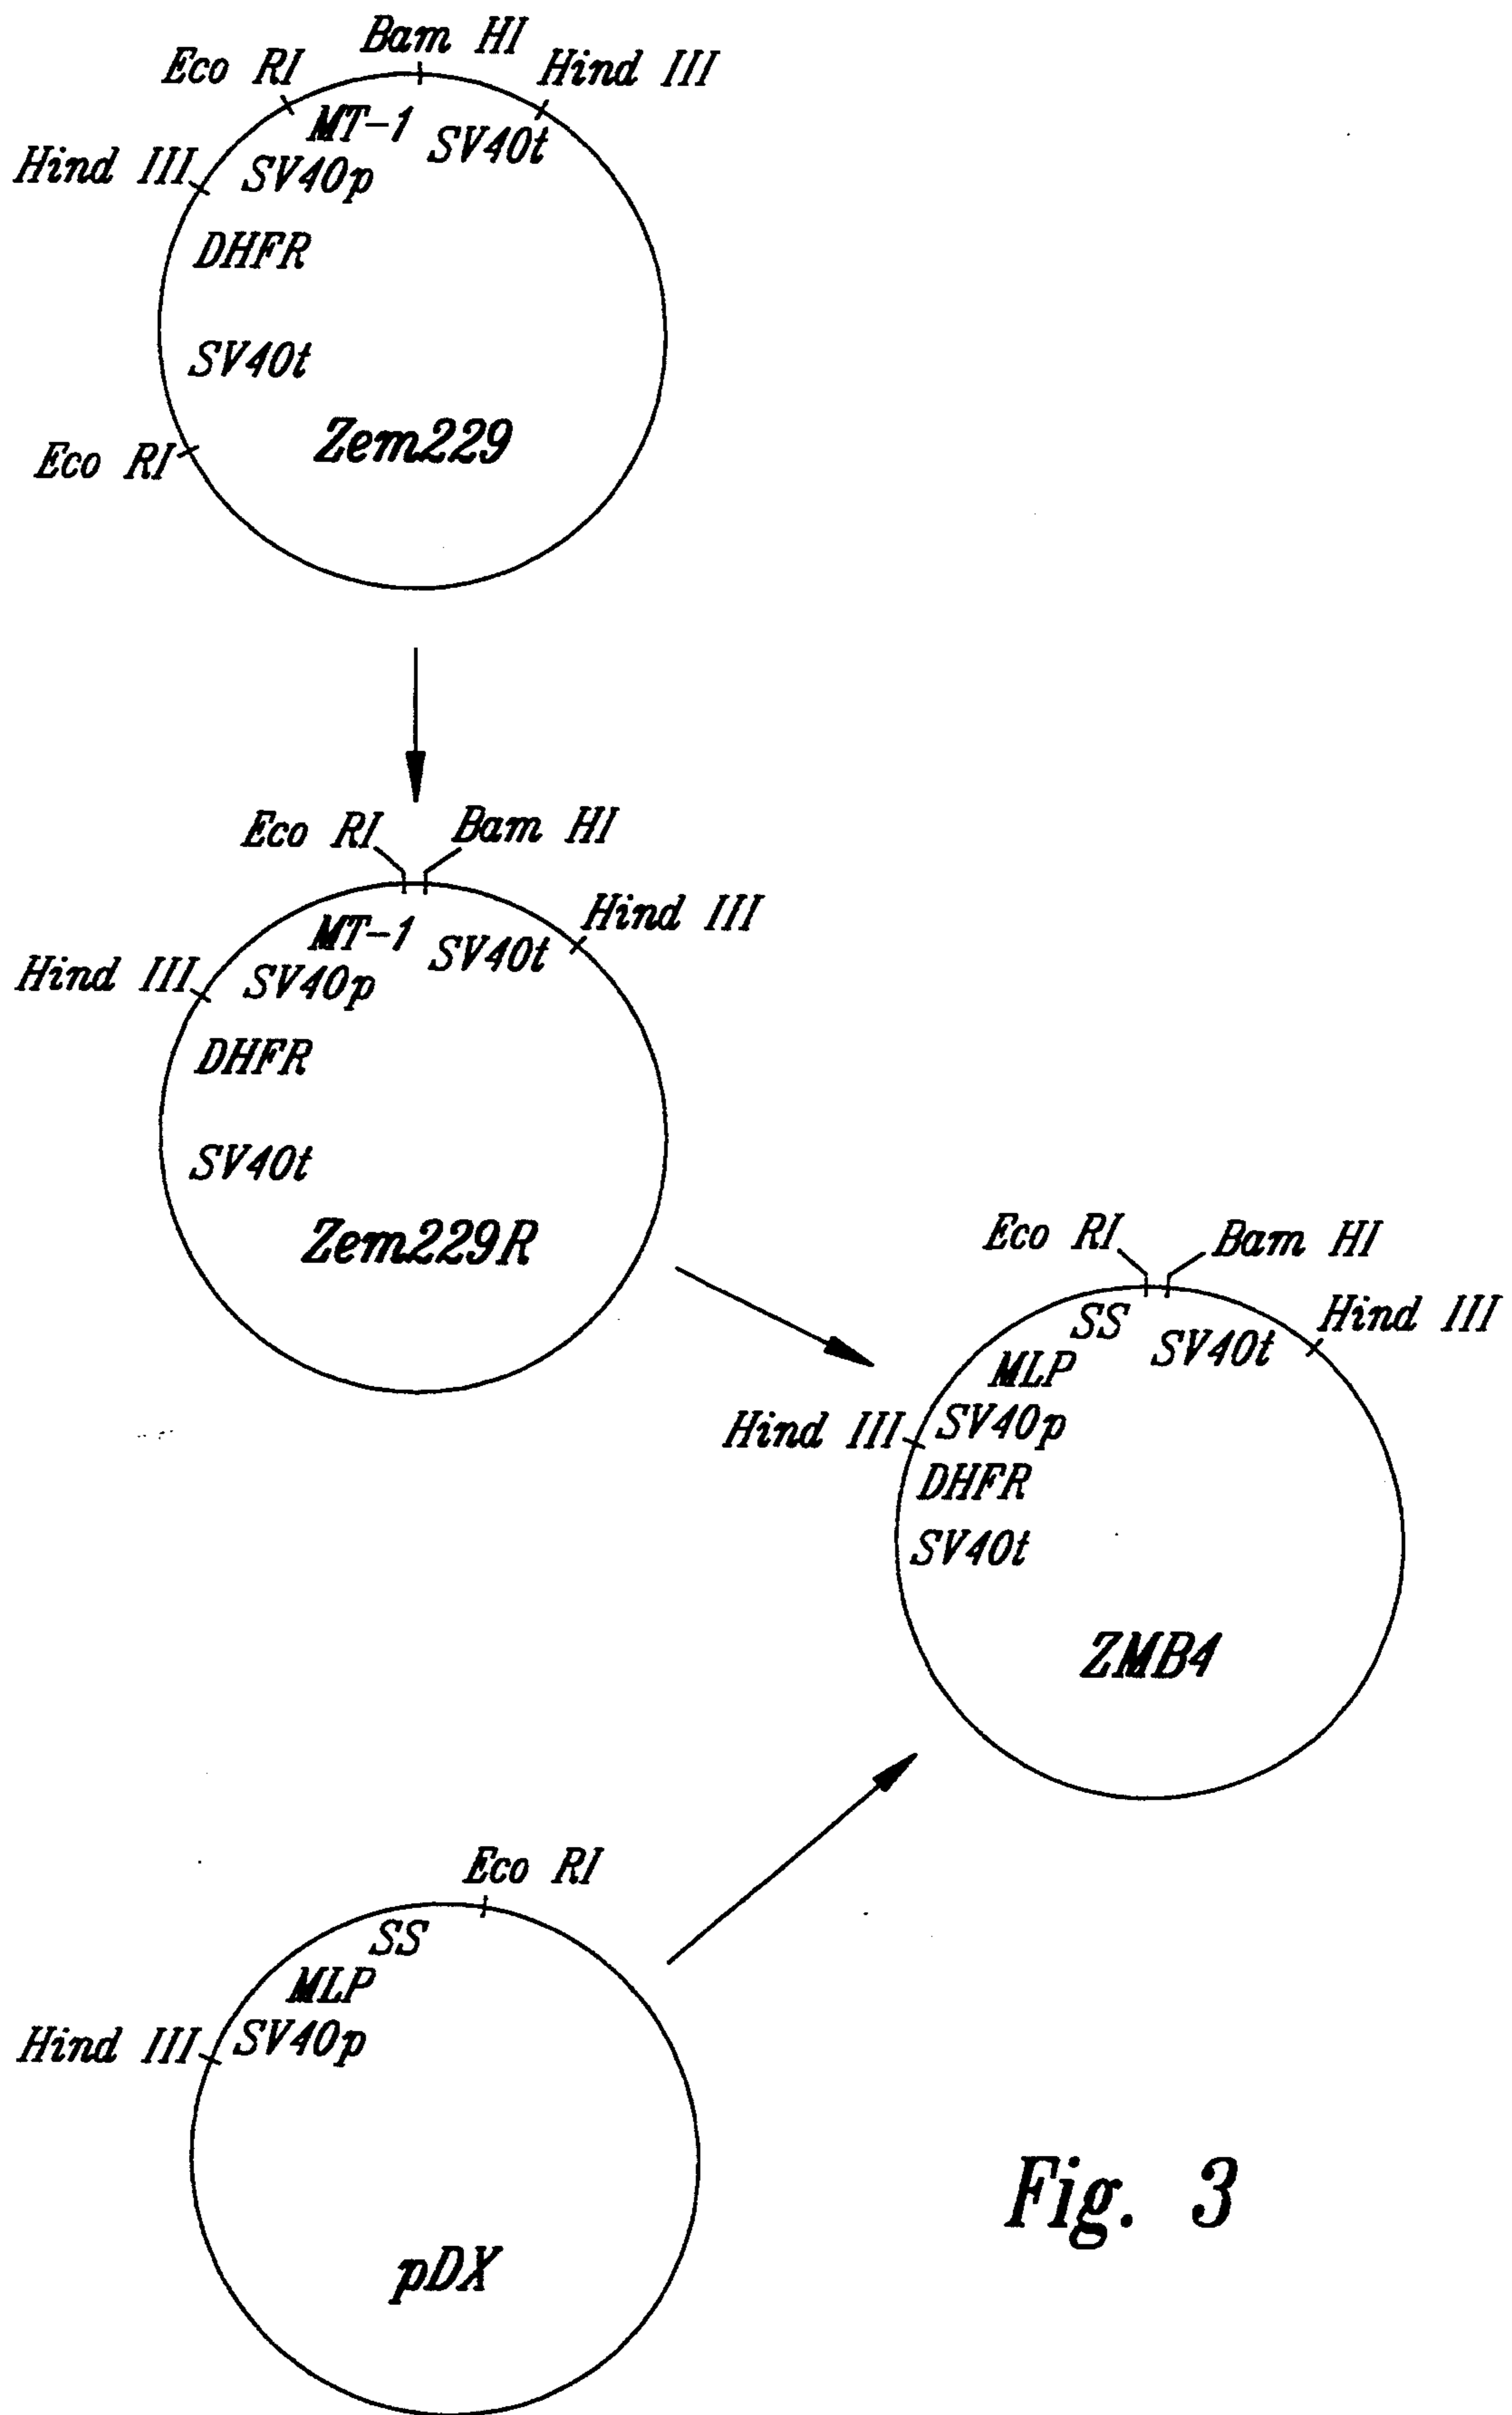 Bam HI
Eco RI
Hind III
MT-1
SV40t
Hind III
SV40p
DHFR
SV40t
Zem229
Eco RI
Eco RI
Bam HI
Hind III
MT-1
SV40t
Hind III
SV40p
DHFR
SV40t
Zem229R
Eco RI
Bam HI
Hind III
SS
SV40t
MLP
Hind III
SV40p
DHFR
SV40t
ZMB4
Eco RI
SS
MLP
Hind III
SV40p
pDX
Fig. 3